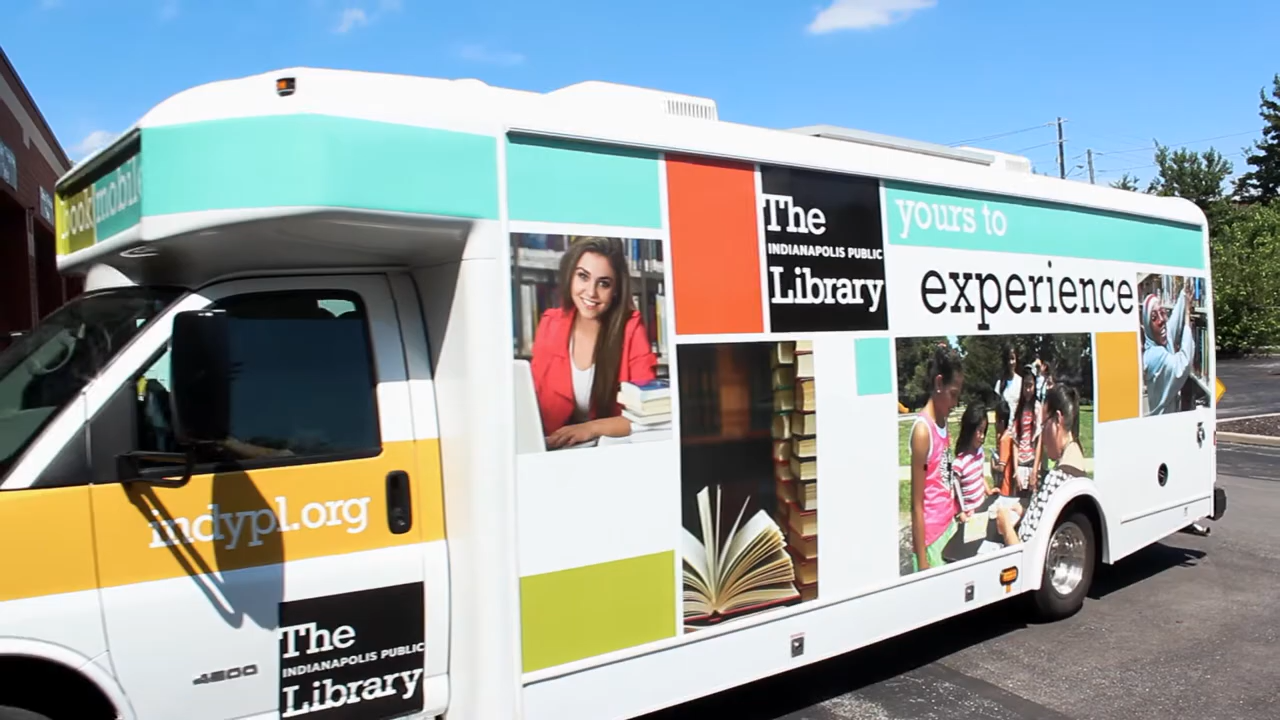 bookmobile
The
INDIANAPOLIS PUBLIC
Library
yours to
experience
indypl.org
4500
The
INDIANAPOLIS PUBLIC
Library